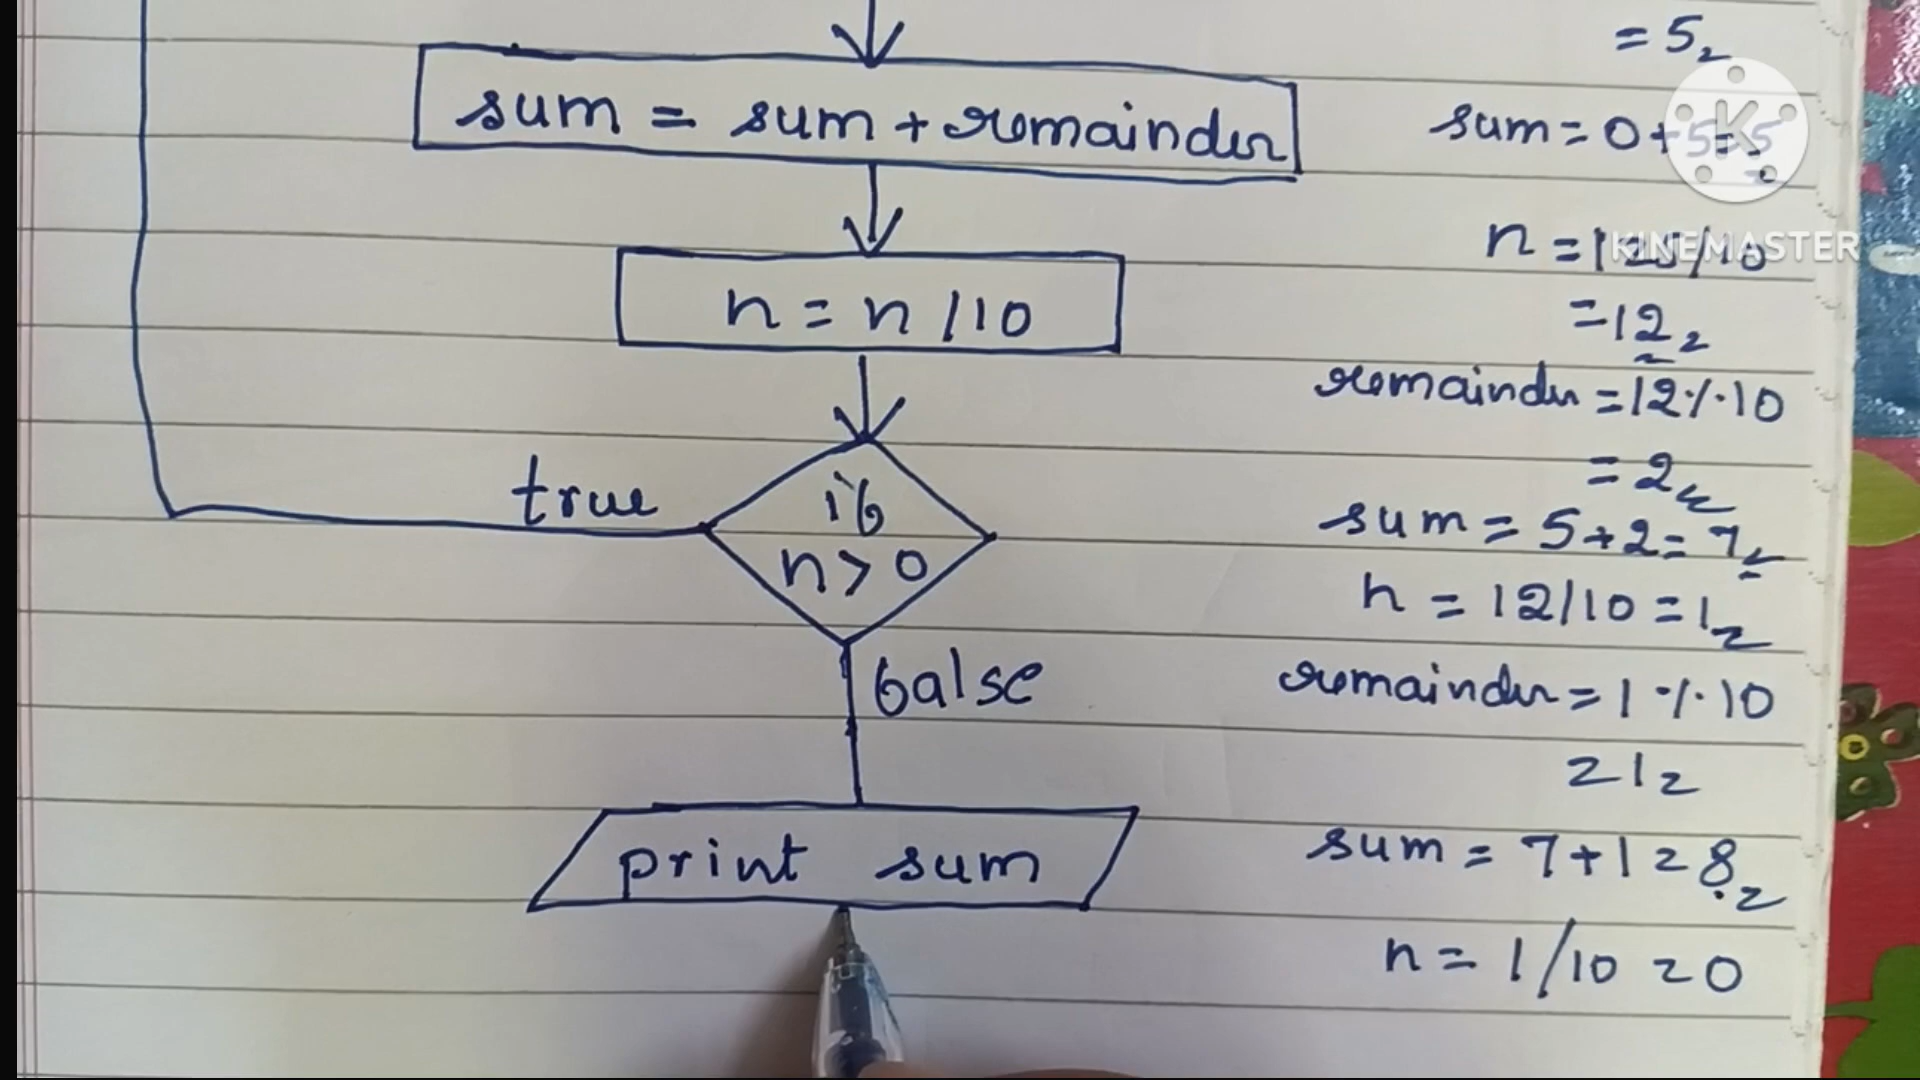 = 5
sum = sum + remainder
sum = 0+5=5
n = n / 10
n = 125/10
= 12
remainder = 12 % 10
= 2
true
if
n > 0
sum = 5+2 = 7
n = 12/10 = 1
false
remainder = 1 % 10
= 1
print sum
sum = 7+1 = 8
n = 1/10 = 0
K
KINEMASTER